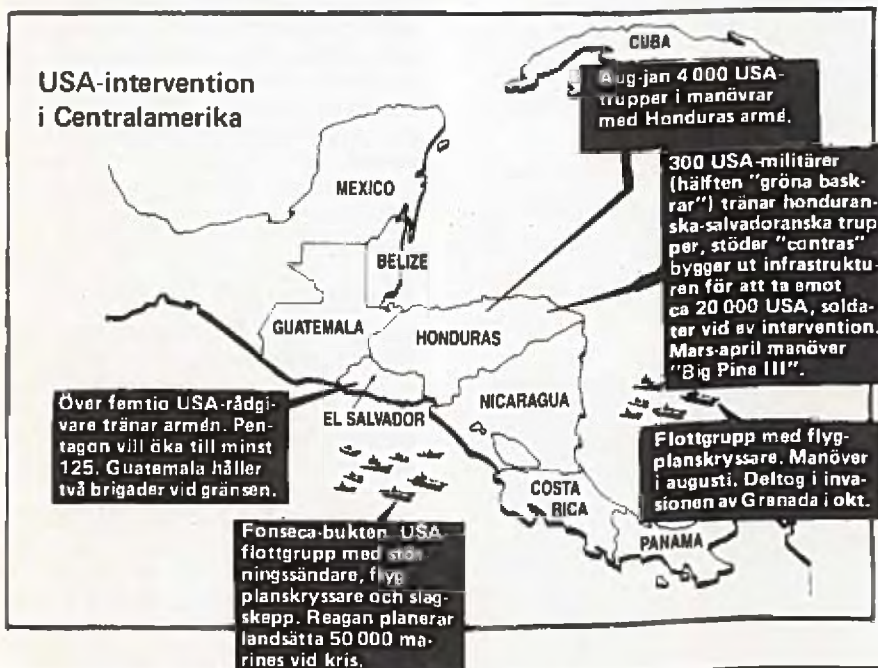 USA-intervention
i Centralamerika
CUBA
Aug-jan 4 000 USA-
trupper i manövrar
med Honduras armé.
MEXICO
300 USA-militärer
(hälften "gröna bask-
rar") tränar honduran-
ska-salvadoranska trup
per, stöder "contras"
bygger ut infrastruktu-
ren för att ta emot
ca 20 000 USA, solda-
ter vid ev intervention.
Mars-april manöver
"Big Pine III".
BELIZE
GUATEMALA
HONDURAS
NICARAGUA
EL SALVADOR
Över femtio USA-rådgi-
vare tränar armén. Pen-
tagon vill öka till minst
125. Guatemala håller
två brigader vid gränsen.
Flottgrupp med flyg-
planskryssare. Manöver
i augusti. Deltog i inva-
sionen av Grenada i okt.
COSTA
RICA
PANAMA
Fonseca-bukten USA
flottgrupp med stör-
ningssändare, flyg
planskryssare och slag-
skepp. Reagan planerar
landsätta 50 000 ma-
rines vid kris.